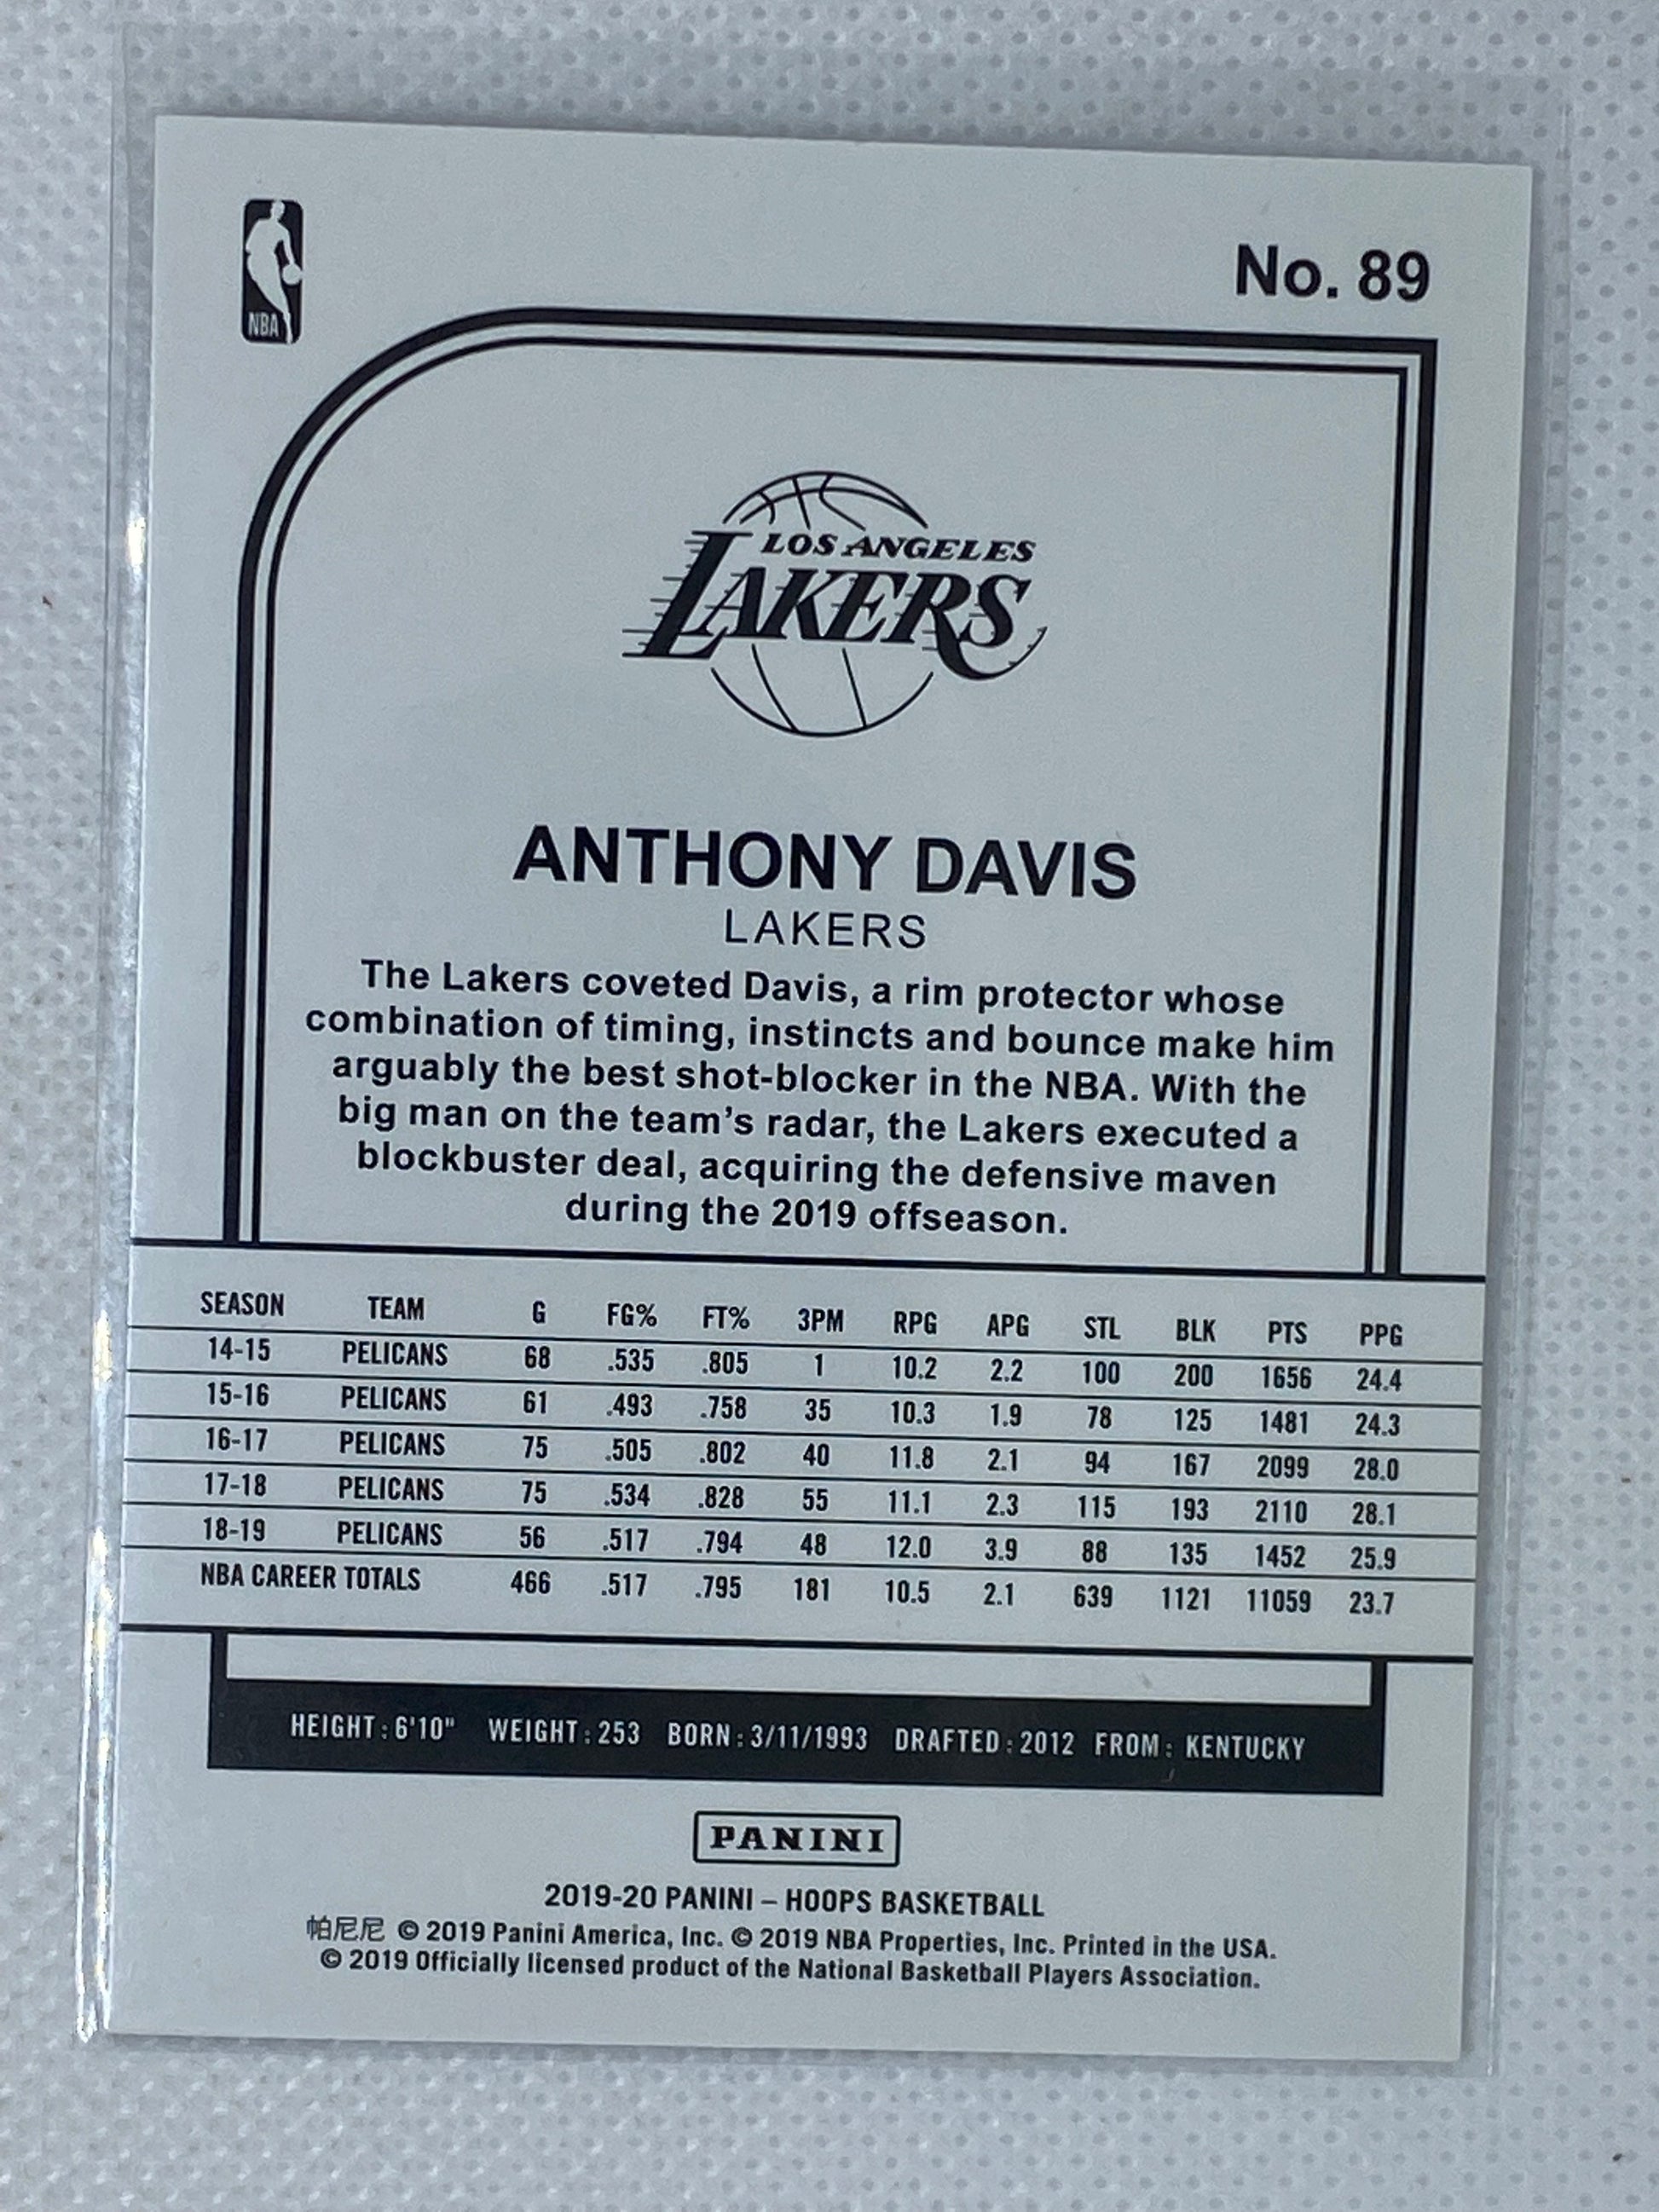 NBA
No. 89
LOS ANGELES
LAKERS
ANTHONY DAVIS
LAKERS
The Lakers coveted Davis, a rim protector whose
combination of timing, instincts and bounce make him
arguably the best shot-blocker in the NBA. With the
big man on the team's radar, the Lakers executed a
blockbuster deal, acquiring the defensive maven
during the 2019 offseason.
SEASON TEAM G FG% FT% 3PM RPG APG STL BLK PTS PPG
14-15 PELICANS 68 .535 .805 1 10.2 2.2 100 200 1656 24.4
15-16 PELICANS 61 .493 .758 35 10.3 1.9 78 125 1481 24.3
16-17 PELICANS 75 .505 .802 40 11.8 2.1 94 167 2099 28.0
17-18 PELICANS 75 .534 .828 55 11.1 2.3 115 193 2110 28.1
18-19 PELICANS 56 .517 .794 48 12.0 3.9 88 135 1452 25.9
NBA CAREER TOTALS 466 .517 .795 181 10.5 2.1 639 1121 11059 23.7
HEIGHT: 6'10" WEIGHT: 253 BORN: 3/11/1993 DRAFTED: 2012 FROM: KENTUCKY
PANINI
2019-20 PANINI – HOOPS BASKETBALL
帕尼尼 © 2019 Panini America, Inc. © 2019 NBA Properties, Inc. Printed in the USA.
© 2019 Officially licensed product of the National Basketball Players Association.